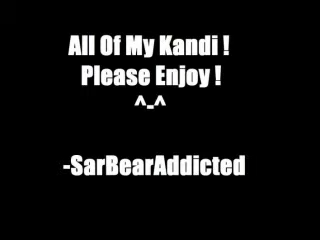 All Of My Kandi !
Please Enjoy !
^-^
-SarBearAddicted